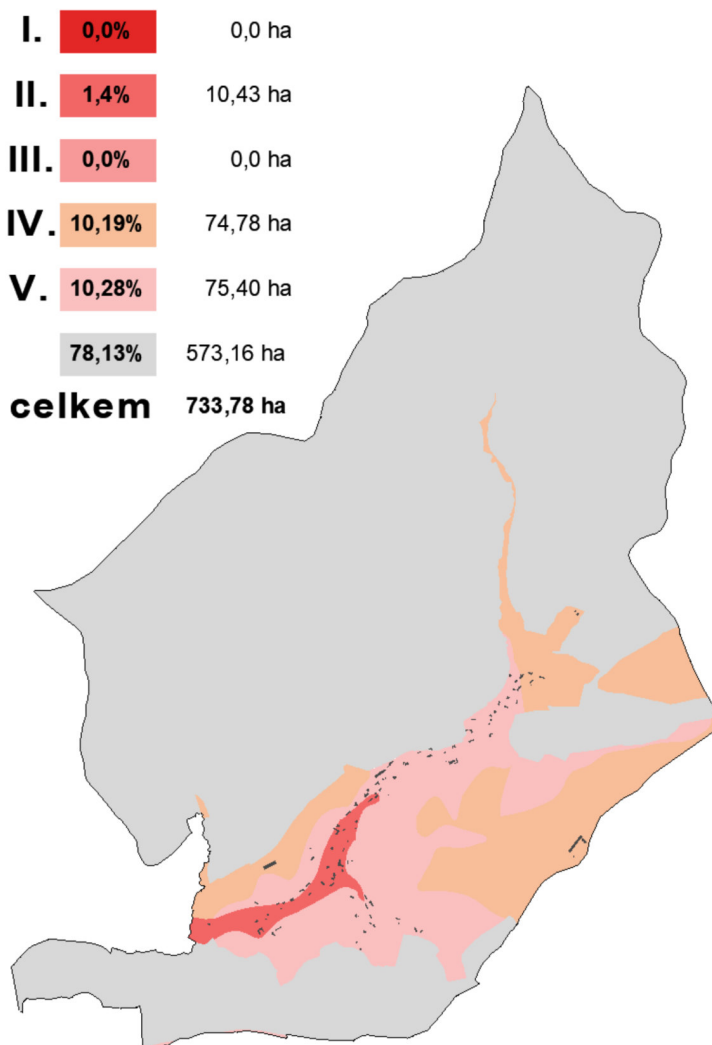 I. 0,0% 0,0 ha
II. 1,4% 10,43 ha
III. 0,0% 0,0 ha
IV. 10,19% 74,78 ha
V. 10,28% 75,40 ha
78,13% 573,16 ha
celkem 733,78 ha